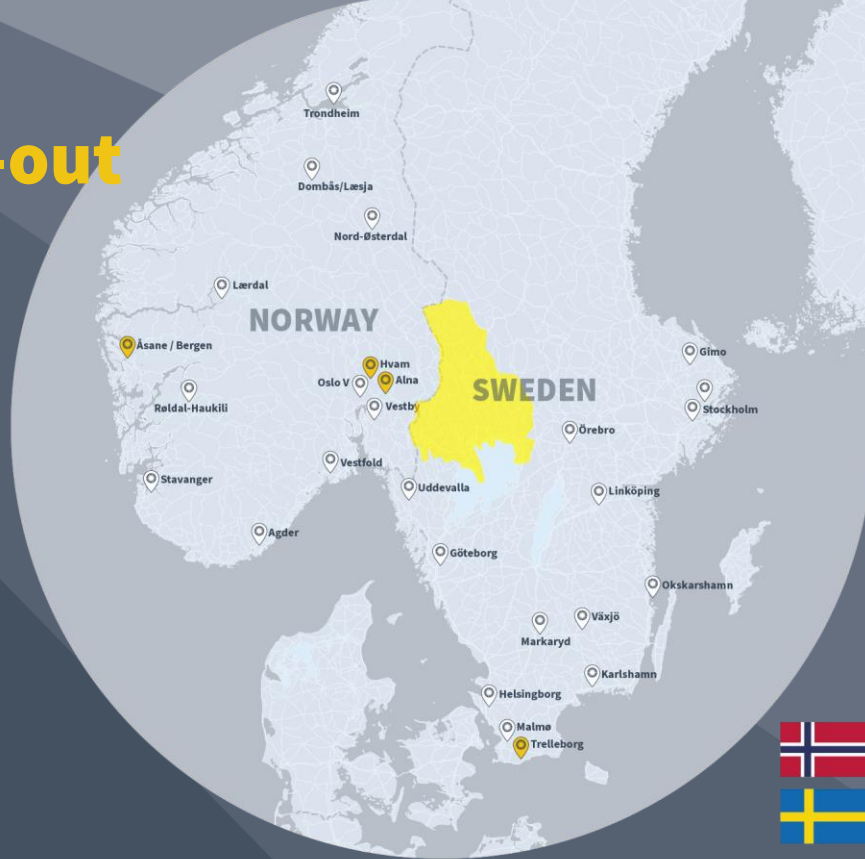 -out
Trondheim
Dombås/Læsja
Nord-Østerdal
Lærdal
NORWAY
Åsane / Bergen
Hvam
Gimo
Oslo V
Alna
SWEDEN
Røldal-Haukili
Vestby
Stockholm
Örebro
Vestfold
Stavanger
Uddevalla
Linköping
Agder
Göteborg
Okskarshamn
Växjö
Markaryd
Karlshamn
Helsingborg
Malmø
Trelleborg